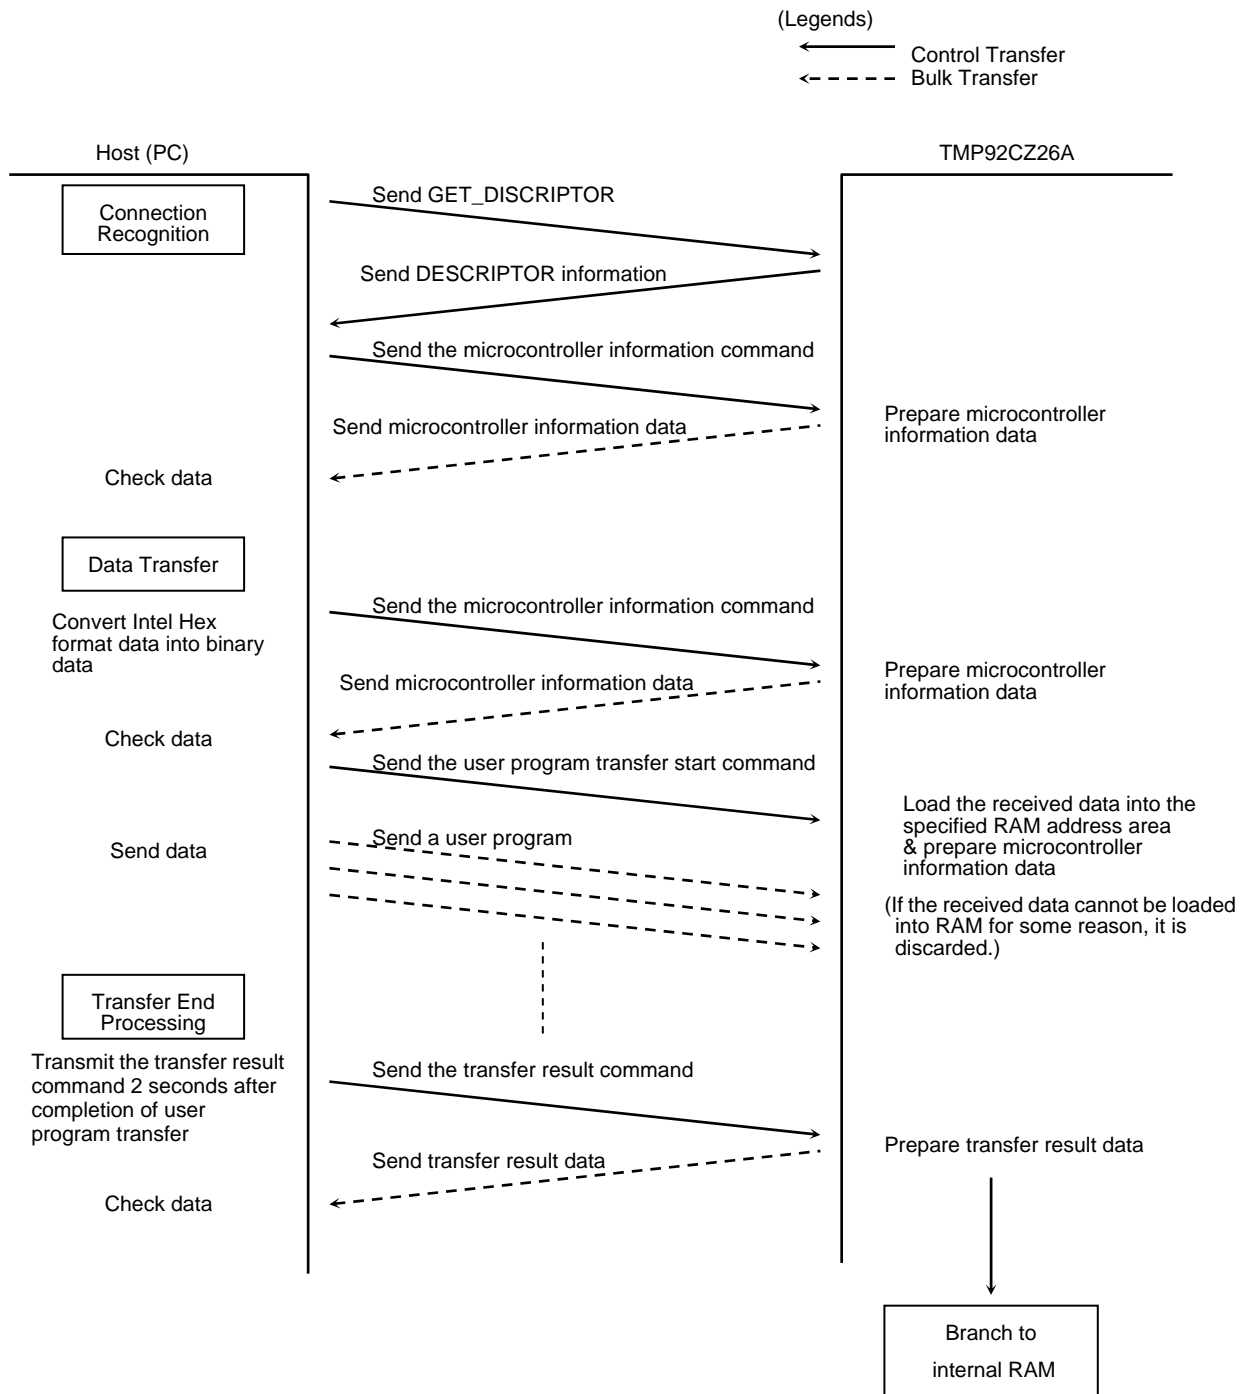 (Legends)
Control Transfer
Bulk Transfer
Host (PC)
TMP92CZ26A
Connection
Recognition
Send GET_DISCRIPTOR
Send DESCRIPTOR information
Send the microcontroller information command
Prepare microcontroller
information data
Send microcontroller information data
Check data
Data Transfer
Convert Intel Hex
format data into binary
data
Send the microcontroller information command
Prepare microcontroller
information data
Send microcontroller information data
Check data
Send the user program transfer start command
Load the received data into the
specified RAM address area
& prepare microcontroller
information data
(If the received data cannot be loaded
into RAM for some reason, it is
discarded.)
Send a user program
Send data
Transfer End
Processing
Transmit the transfer result
command 2 seconds after
completion of user
program transfer
Send the transfer result command
Prepare transfer result data
Send transfer result data
Check data
Branch to
internal RAM